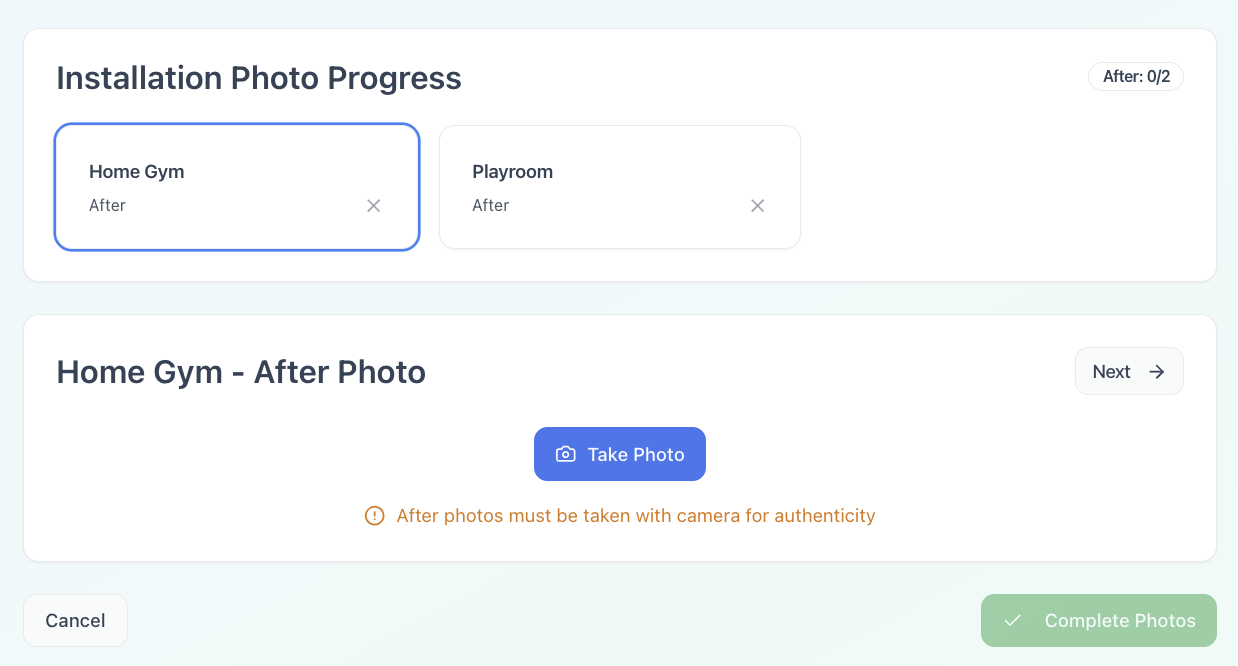 Installation Photo Progress
After: 0/2
Home Gym
After
Playroom
After
Home Gym - After Photo
Next
Take Photo
After photos must be taken with camera for authenticity
Cancel
Complete Photos